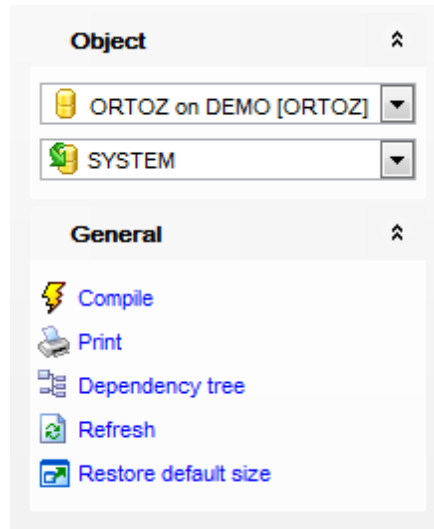 Object
ORTOZ on DEMO [ORTOZ]
SYSTEM
General
Compile
Print
Dependency tree
Refresh
Restore default size